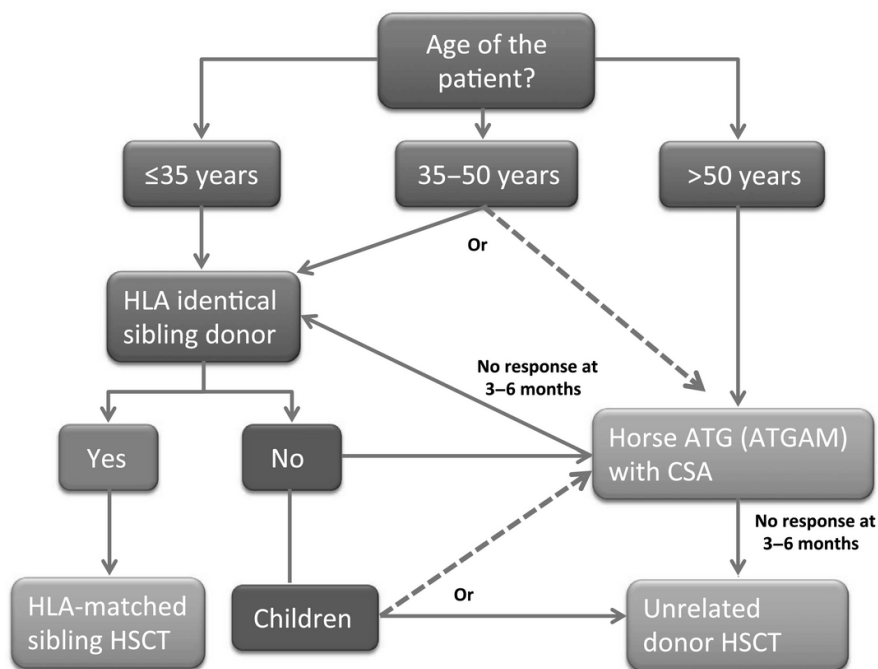 Age of the
patient?
≤35 years
35–50 years
>50 years
Or
HLA identical
sibling donor
No response at
3–6 months
Yes
No
Horse ATG (ATGAM)
with CSA
No response at
3–6 months
HLA-matched
sibling HSCT
Children
Or
Unrelated
donor HSCT